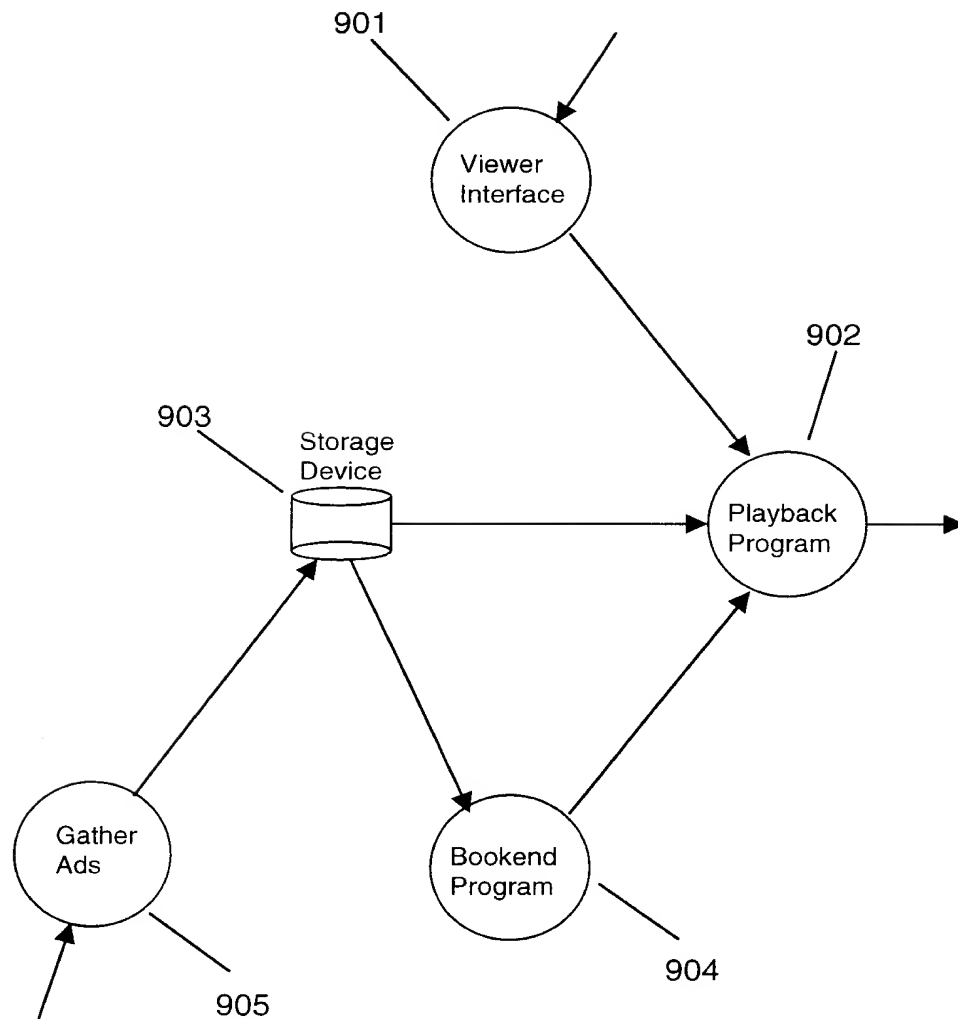 901
Viewer
Interface
902
903
Storage
Device
Playback
Program
Gather
Ads
Bookend
Program
904
905